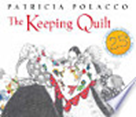 PATRICIA POLACCO
The Keeping Quilt
25